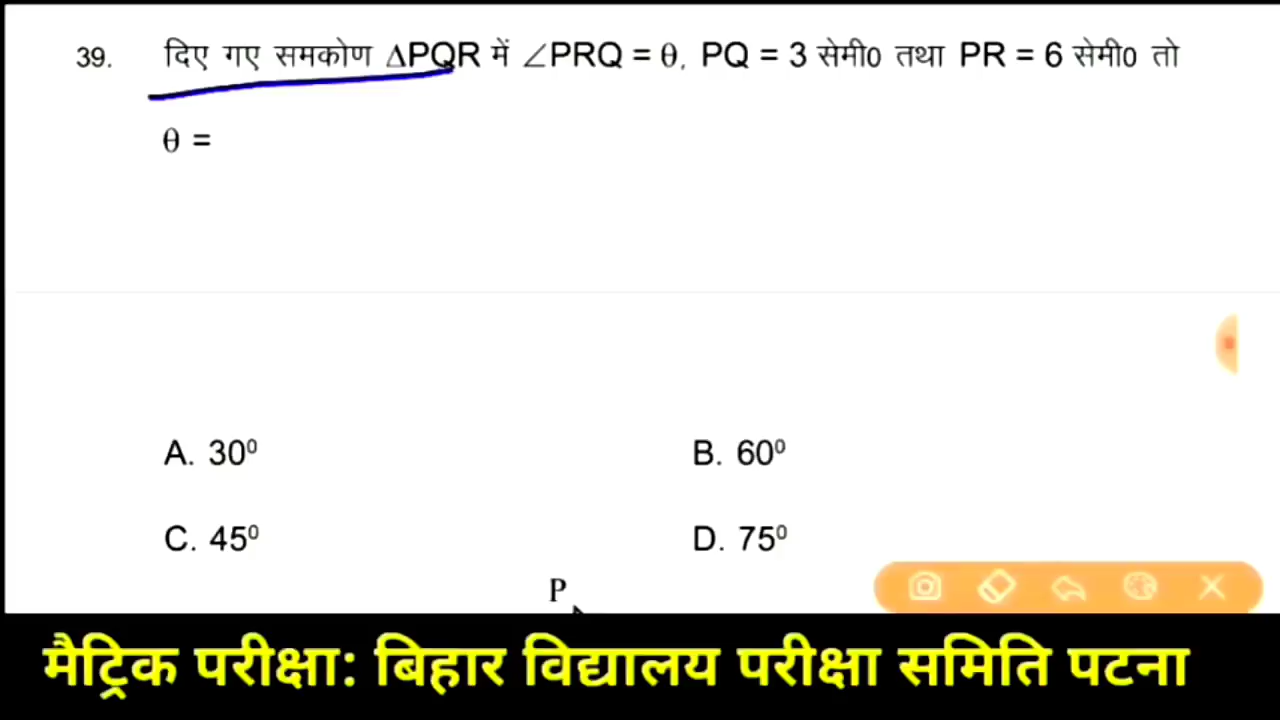 39. दिए गए समकोण ΔPQR में ∠PRQ = θ, PQ = 3 सेमी0 तथा PR = 6 सेमी0 तो
θ =
A. 30⁰ B. 60⁰
C. 45⁰ D. 75⁰
P
मैट्रिक परीक्षा: बिहार विद्यालय परीक्षा समिति पटना